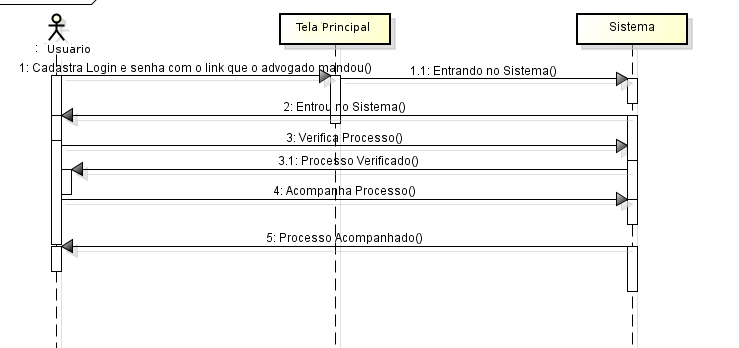 : Usuario
Tela Principal
Sistema
1: Cadastra Login e senha com o link que o advogado mandou()
1.1: Entrando no Sistema()
2: Entrou no Sistema()
3: Verifica Processo()
3.1: Processo Verificado()
4: Acompanha Processo()
5: Processo Acompanhado()